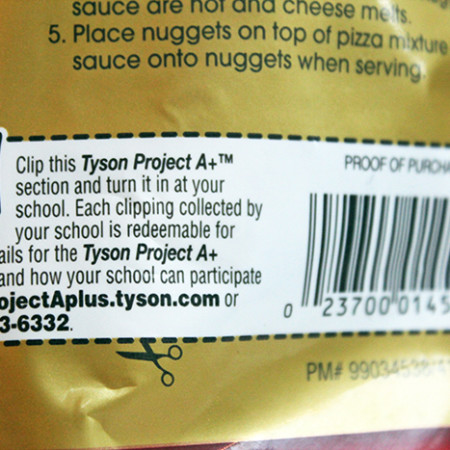 sauce are hot and cheese melts.
5. Place nuggets on top of pizza mixture
sauce onto nuggets when serving.
Clip this Tyson Project A+™
section and turn it in at your
school. Each clipping collected by
your school is redeemable for
ails for the Tyson Project A+
and how your school can participate
ojectAplus.tyson.com or
3-6332.
PROOF OF PURCHA
0 23700 0145
PM#